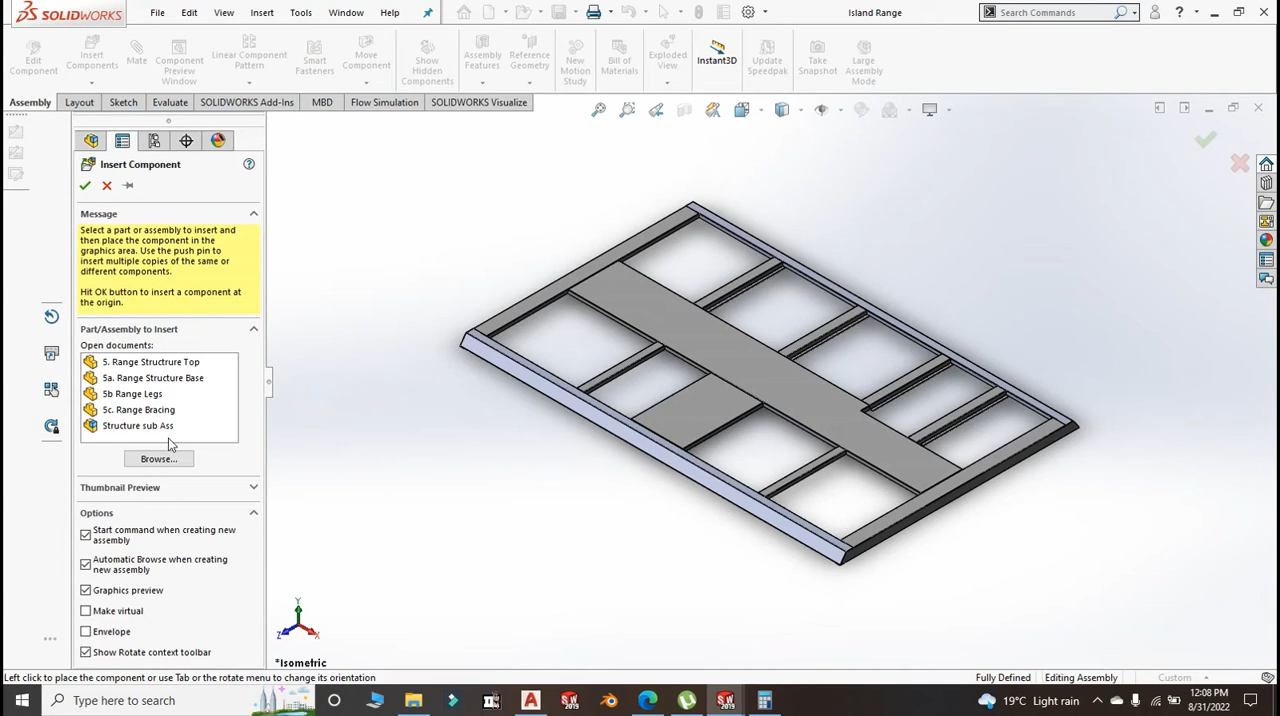 SOLIDWORKS File Edit View Insert Tools Window Help Island Range Search Commands ?
Edit Component
Insert Components
Mate
Component Preview Window
Linear Component Pattern
Smart Fasteners
Move Component
Show Hidden Components
Assembly Features
Reference Geometry
New Motion Study
Bill of Materials
Exploded View
Instant3D
Update Speedpak
Take Snapshot
Large Assembly Mode
Assembly Layout Sketch Evaluate SOLIDWORKS Add-Ins MBD Flow Simulation SOLIDWORKS Visualize
Insert Component
Message
Select a part or assembly to insert and
then place the component in the
graphics area. Use the push pin to
insert multiple copies of the same or
different components.
Hit OK button to insert a component at
the origin.
Part/Assembly to Insert
Open documents:
5. Range Structrure Top
5a. Range Structure Base
5b Range Legs
5c. Range Bracing
Structure sub Ass
Browse...
Thumbnail Preview
Options
Start command when creating new
assembly
Automatic Browse when creating
new assembly
Graphics preview
Make virtual
Envelope
Show Rotate context toolbar
Y
Z
X
*Isometric
Left click to place the component or use Tab or the rotate menu to change its orientation Fully Defined Editing Assembly Custom
Type here to search
SW 2019
SW 2019
19°C Light rain
12:08 PM
8/31/2022